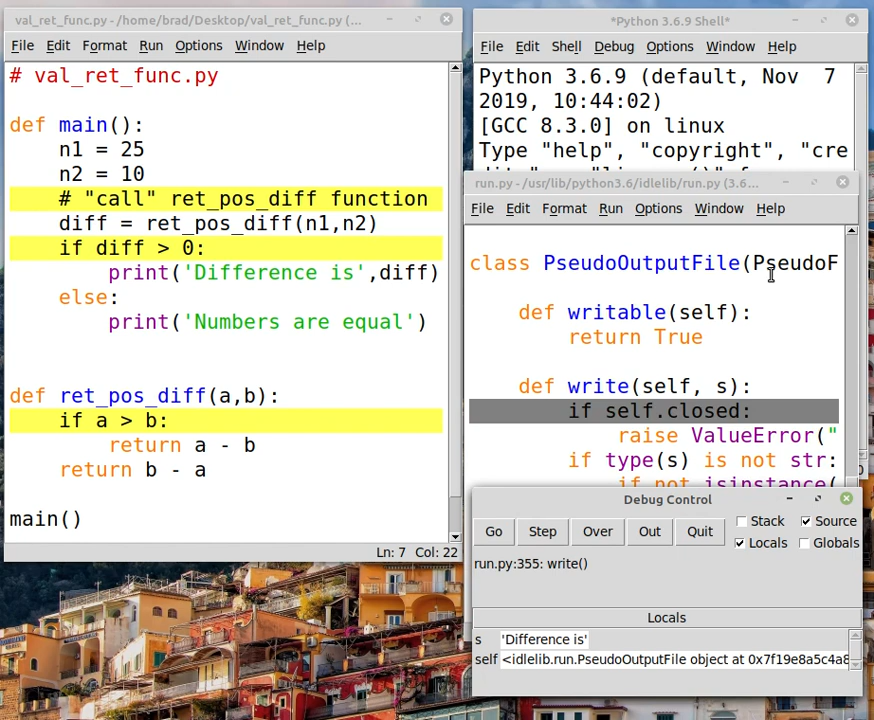 val_ret_func.py - /home/brad/Desktop/val_ret_func.py (...
File Edit Format Run Options Window Help
# val_ret_func.py
def main():
n1 = 25
n2 = 10
# "call" ret_pos_diff function
diff = ret_pos_diff(n1,n2)
if diff > 0:
print('Difference is',diff)
else:
print('Numbers are equal')
def ret_pos_diff(a,b):
if a > b:
return a - b
return b - a
main()
Ln: 7 Col: 22
*Python 3.6.9 Shell*
File Edit Shell Debug Options Window Help
Python 3.6.9 (default, Nov 7
2019, 10:44:02)
[GCC 8.3.0] on linux
Type "help", "copyright", "cre
run.py - /usr/lib/python3.6/idlelib/run.py (3.6...
File Edit Format Run Options Window Help
class PseudoOutputFile(PseudoF
def writable(self):
return True
def write(self, s):
if self.closed:
raise ValueError("
if type(s) is not str:
if not isinstance(
Debug Control
Go Step Over Out Quit
Stack Source
Locals Globals
run.py:355: write()
Locals
s 'Difference is'
self <idlelib.run.PseudoOutputFile object at 0x7f19e8a5c4a8